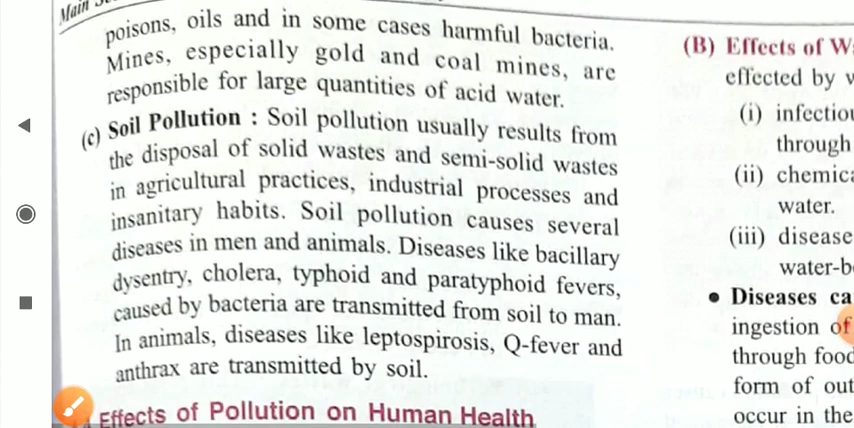 Main
poisons, oils and in some cases harmful bacteria.
Mines, especially gold and coal mines, are
responsible for large quantities of acid water.
(c) Soil Pollution : Soil pollution usually results from
the disposal of solid wastes and semi-solid wastes
in agricultural practices, industrial processes and
insanitary habits. Soil pollution causes several
diseases in men and animals. Diseases like bacillary
dysentry, cholera, typhoid and paratyphoid fevers,
caused by bacteria are transmitted from soil to man.
In animals, diseases like leptospirosis, Q-fever and
anthrax are transmitted by soil.
Effects of Pollution on Human Health
(B) Effects of W
effected by
(i)
through
(ii)
water.
(iii) disease
• Diseases
ingestion of
through food
form of out
occur in the